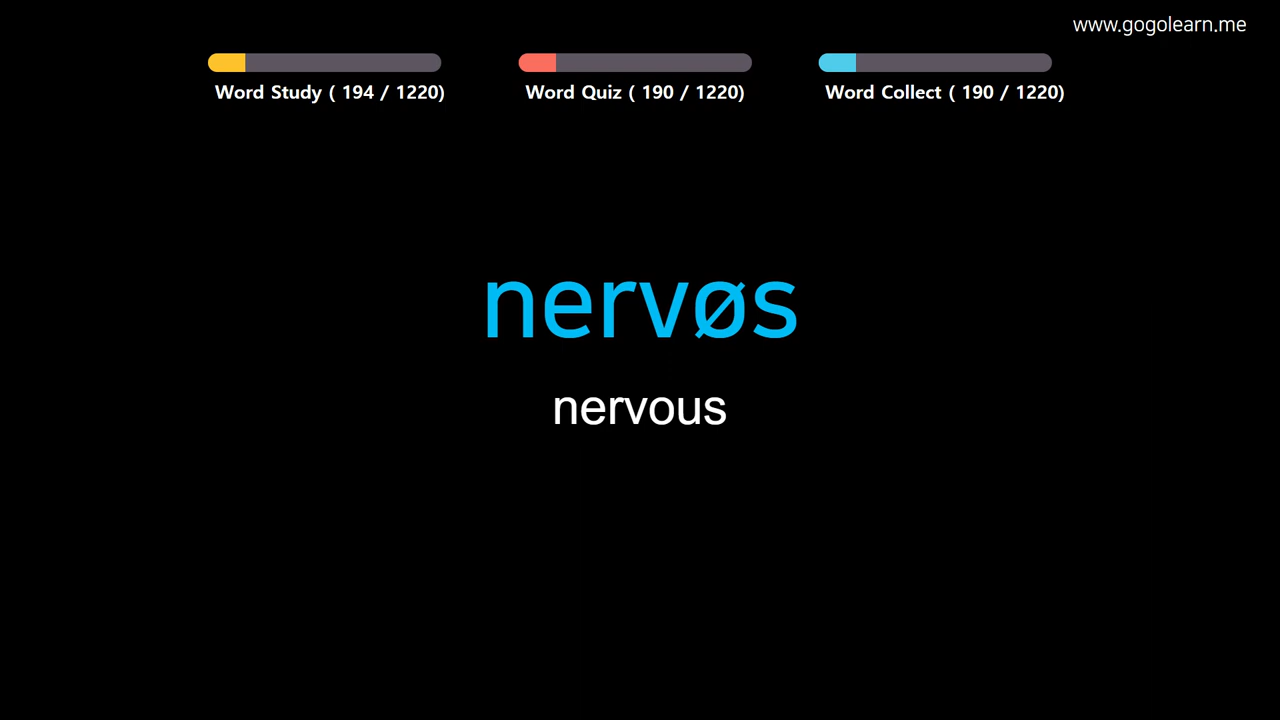 www.gogolearn.me
Word Study ( 194 / 1220)
Word Quiz ( 190 / 1220)
Word Collect ( 190 / 1220)
nervøs
nervous